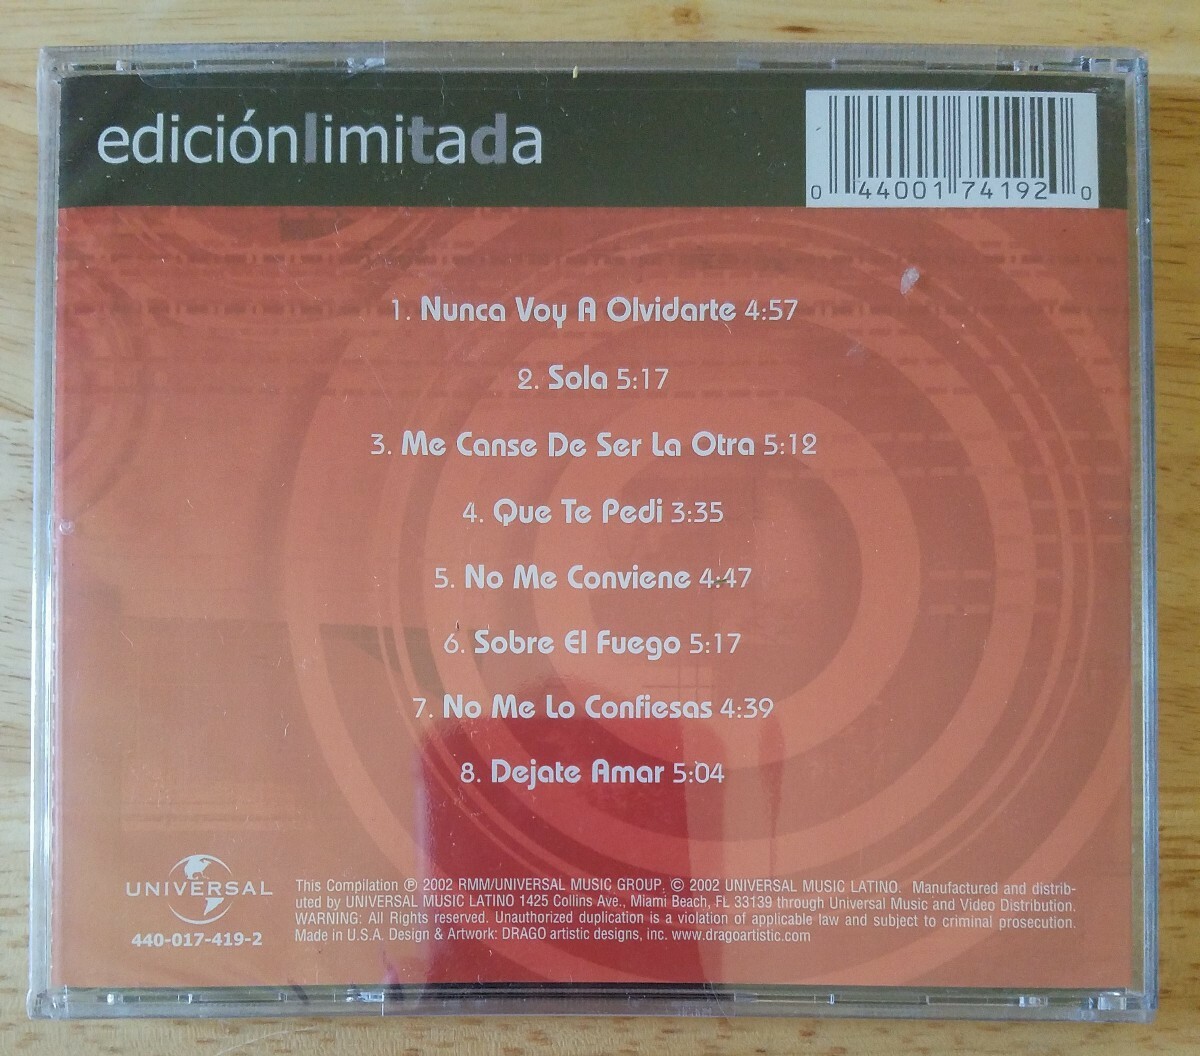 ediciónlimitada
0 44001 74192 0
1. Nunca Voy A Olvidarte 4:57
2. Sola 5:17
3. Me Canse De Ser La Otra 5:12
4. Que Te Pedi 3:35
5. No Me Conviene 4:47
6. Sobre El Fuego 5:17
7. No Me Lo Confiesas 4:39
8. Dejate Amar 5:04
UNIVERSAL
440-017-419-2
This Compilation ℗ 2002 RMM/UNIVERSAL MUSIC GROUP. © 2002 UNIVERSAL MUSIC LATINO. Manufactured and distrib-
uted by UNIVERSAL MUSIC LATINO 1425 Collins Ave., Miami Beach, FL 33139 through Universal Music and Video Distribution.
WARNING: All Rights reserved. Unauthorized duplication is a violation of applicable law and subject to criminal prosecution.
Made in U.S.A. Design & Artwork: DRAGO artistic designs, inc. www.dragoartistic.com